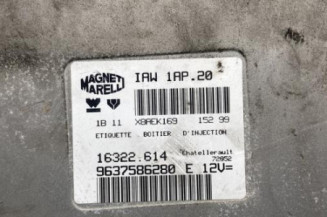 MAGNETI MARELLI IAW 1AP.20
1B 11 X8AEK169 152 99
ETIQUETTE BOITIER D'INJECTION
16322.614 Chatellerault 72852
9637586280 E 12V=